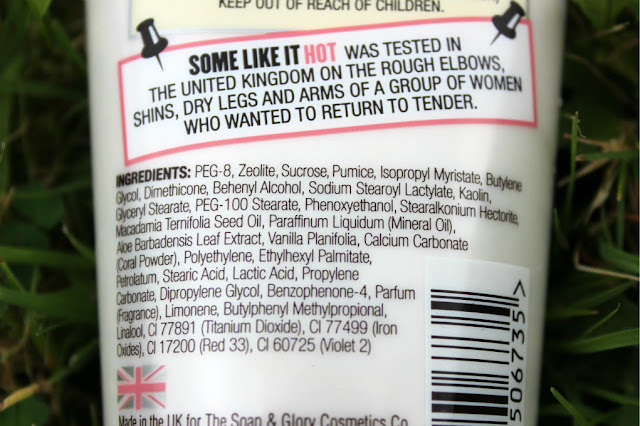 KEEP OUT OF REACH OF CHILDREN.
SOME LIKE IT HOT WAS TESTED IN
THE UNITED KINGDOM ON THE ROUGH ELBOWS,
SHINS, DRY LEGS AND ARMS OF A GROUP OF WOMEN
WHO WANTED TO RETURN TO TENDER.
INGREDIENTS: PEG-8, Zeolite, Sucrose, Pumice, Isopropyl Myristate, Butylene
Glycol, Dimethicone, Behenyl Alcohol, Sodium Stearoyl Lactylate, Kaolin,
Glyceryl Stearate, PEG-100 Stearate, Phenoxyethanol, Stearalkonium Hectorite,
Macadamia Ternifolia Seed Oil, Paraffinum Liquidum (Mineral Oil),
Aloe Barbadensis Leaf Extract, Vanilla Planifolia, Calcium Carbonate
(Coral Powder), Polyethylene, Ethylhexyl Palmitate,
Petrolatum, Stearic Acid, Lactic Acid, Propylene
Carbonate, Dipropylene Glycol, Benzophenone-4, Parfum
(Fragrance), Limonene, Butylphenyl Methylpropional,
Linalool, CI 77891 (Titanium Dioxide), CI 77499 (Iron
Oxides), CI 17200 (Red 33), CI 60725 (Violet 2)
Made in the UK for The Soap & Glory Cosmetics Co
506735